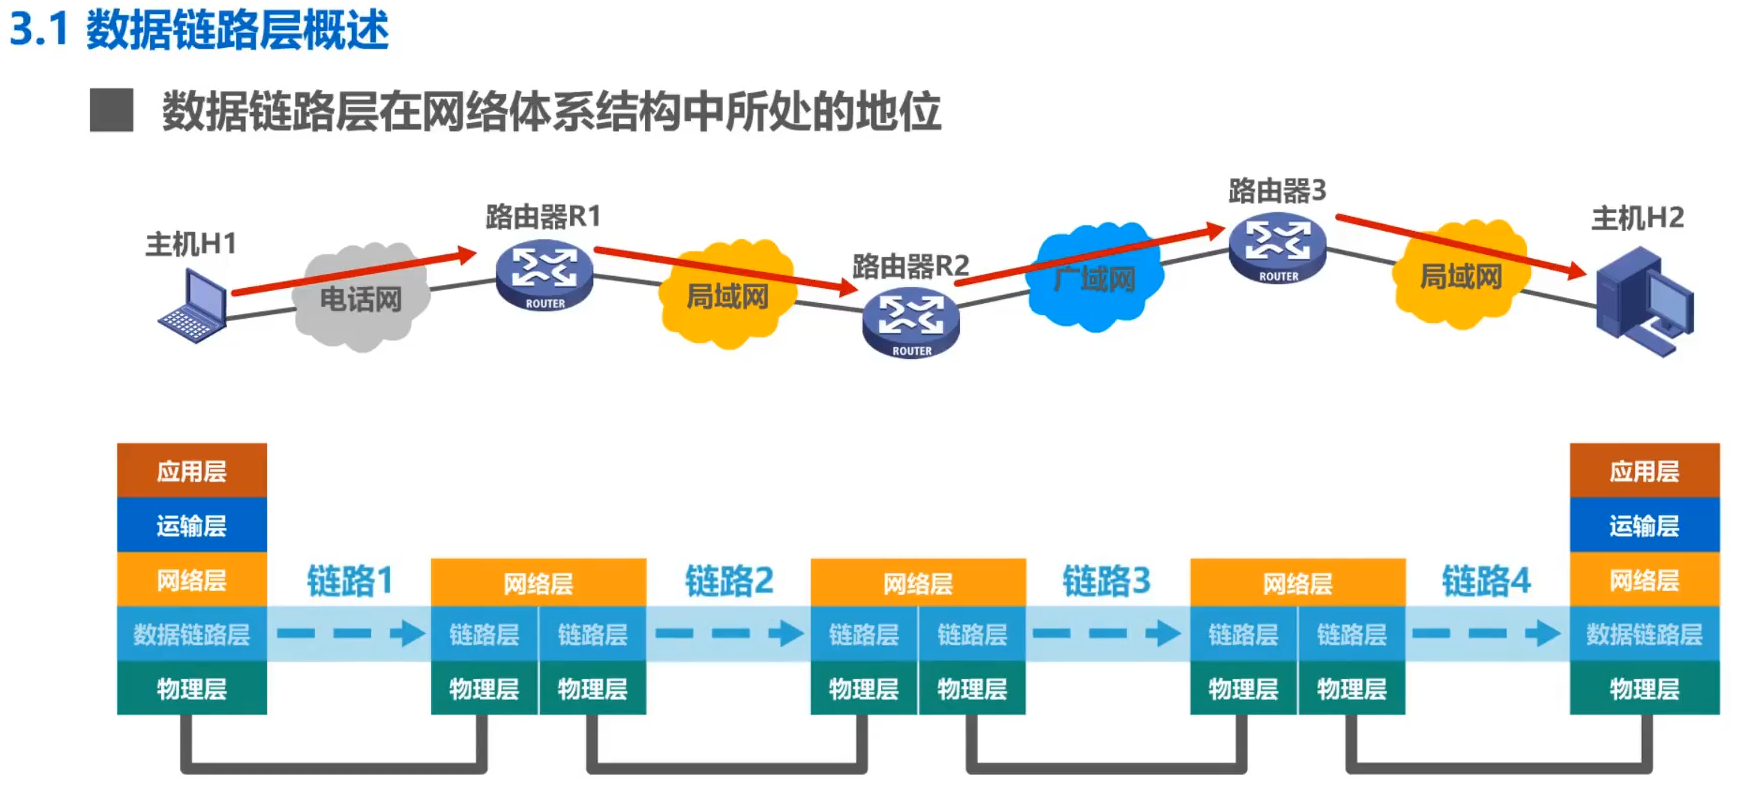 3.1 数据链路层概述
数据链路层在网络体系结构中所处的地位
主机H1
路由器R1
路由器R2
路由器3
主机H2
电话网
局域网
广域网
局域网
ROUTER
ROUTER
ROUTER
应用层
运输层
网络层
数据链路层
物理层
链路1
网络层
链路层 链路层
物理层 物理层
链路2
网络层
链路层 链路层
物理层 物理层
链路3
网络层
链路层 链路层
物理层 物理层
链路4
应用层
运输层
网络层
数据链路层
物理层